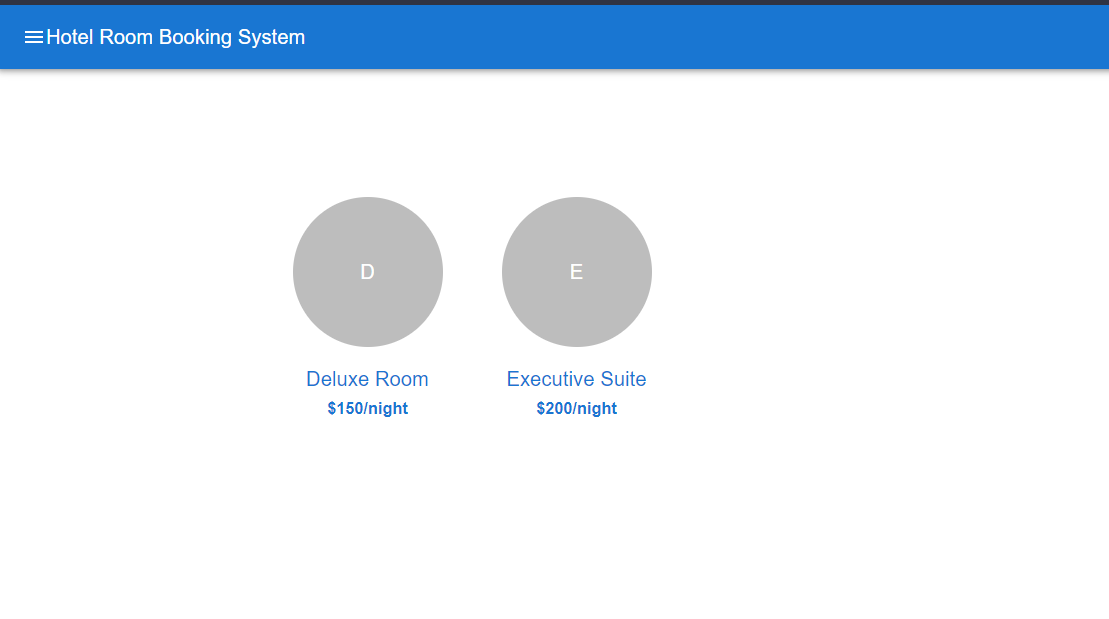 Hotel Room Booking System
D
E
Deluxe Room
Executive Suite
$150/night
$200/night